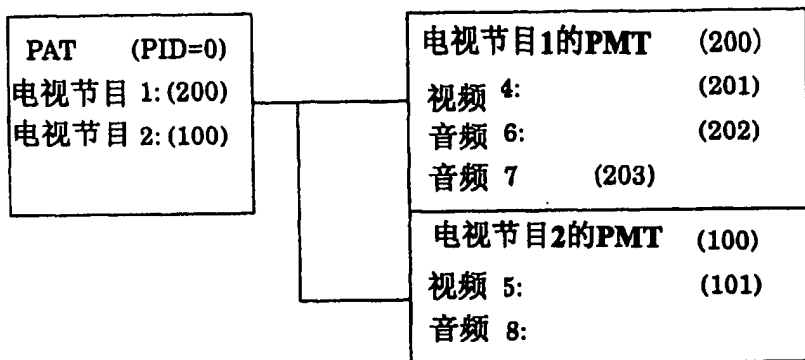 PAT (PID=0)
电视节目 1:(200)
电视节目 2:(100)
电视节目1的PMT (200)
视频 4: (201)
音频 6: (202)
音频 7 (203)
电视节目2的PMT (100)
视频 5: (101)
音频 8: